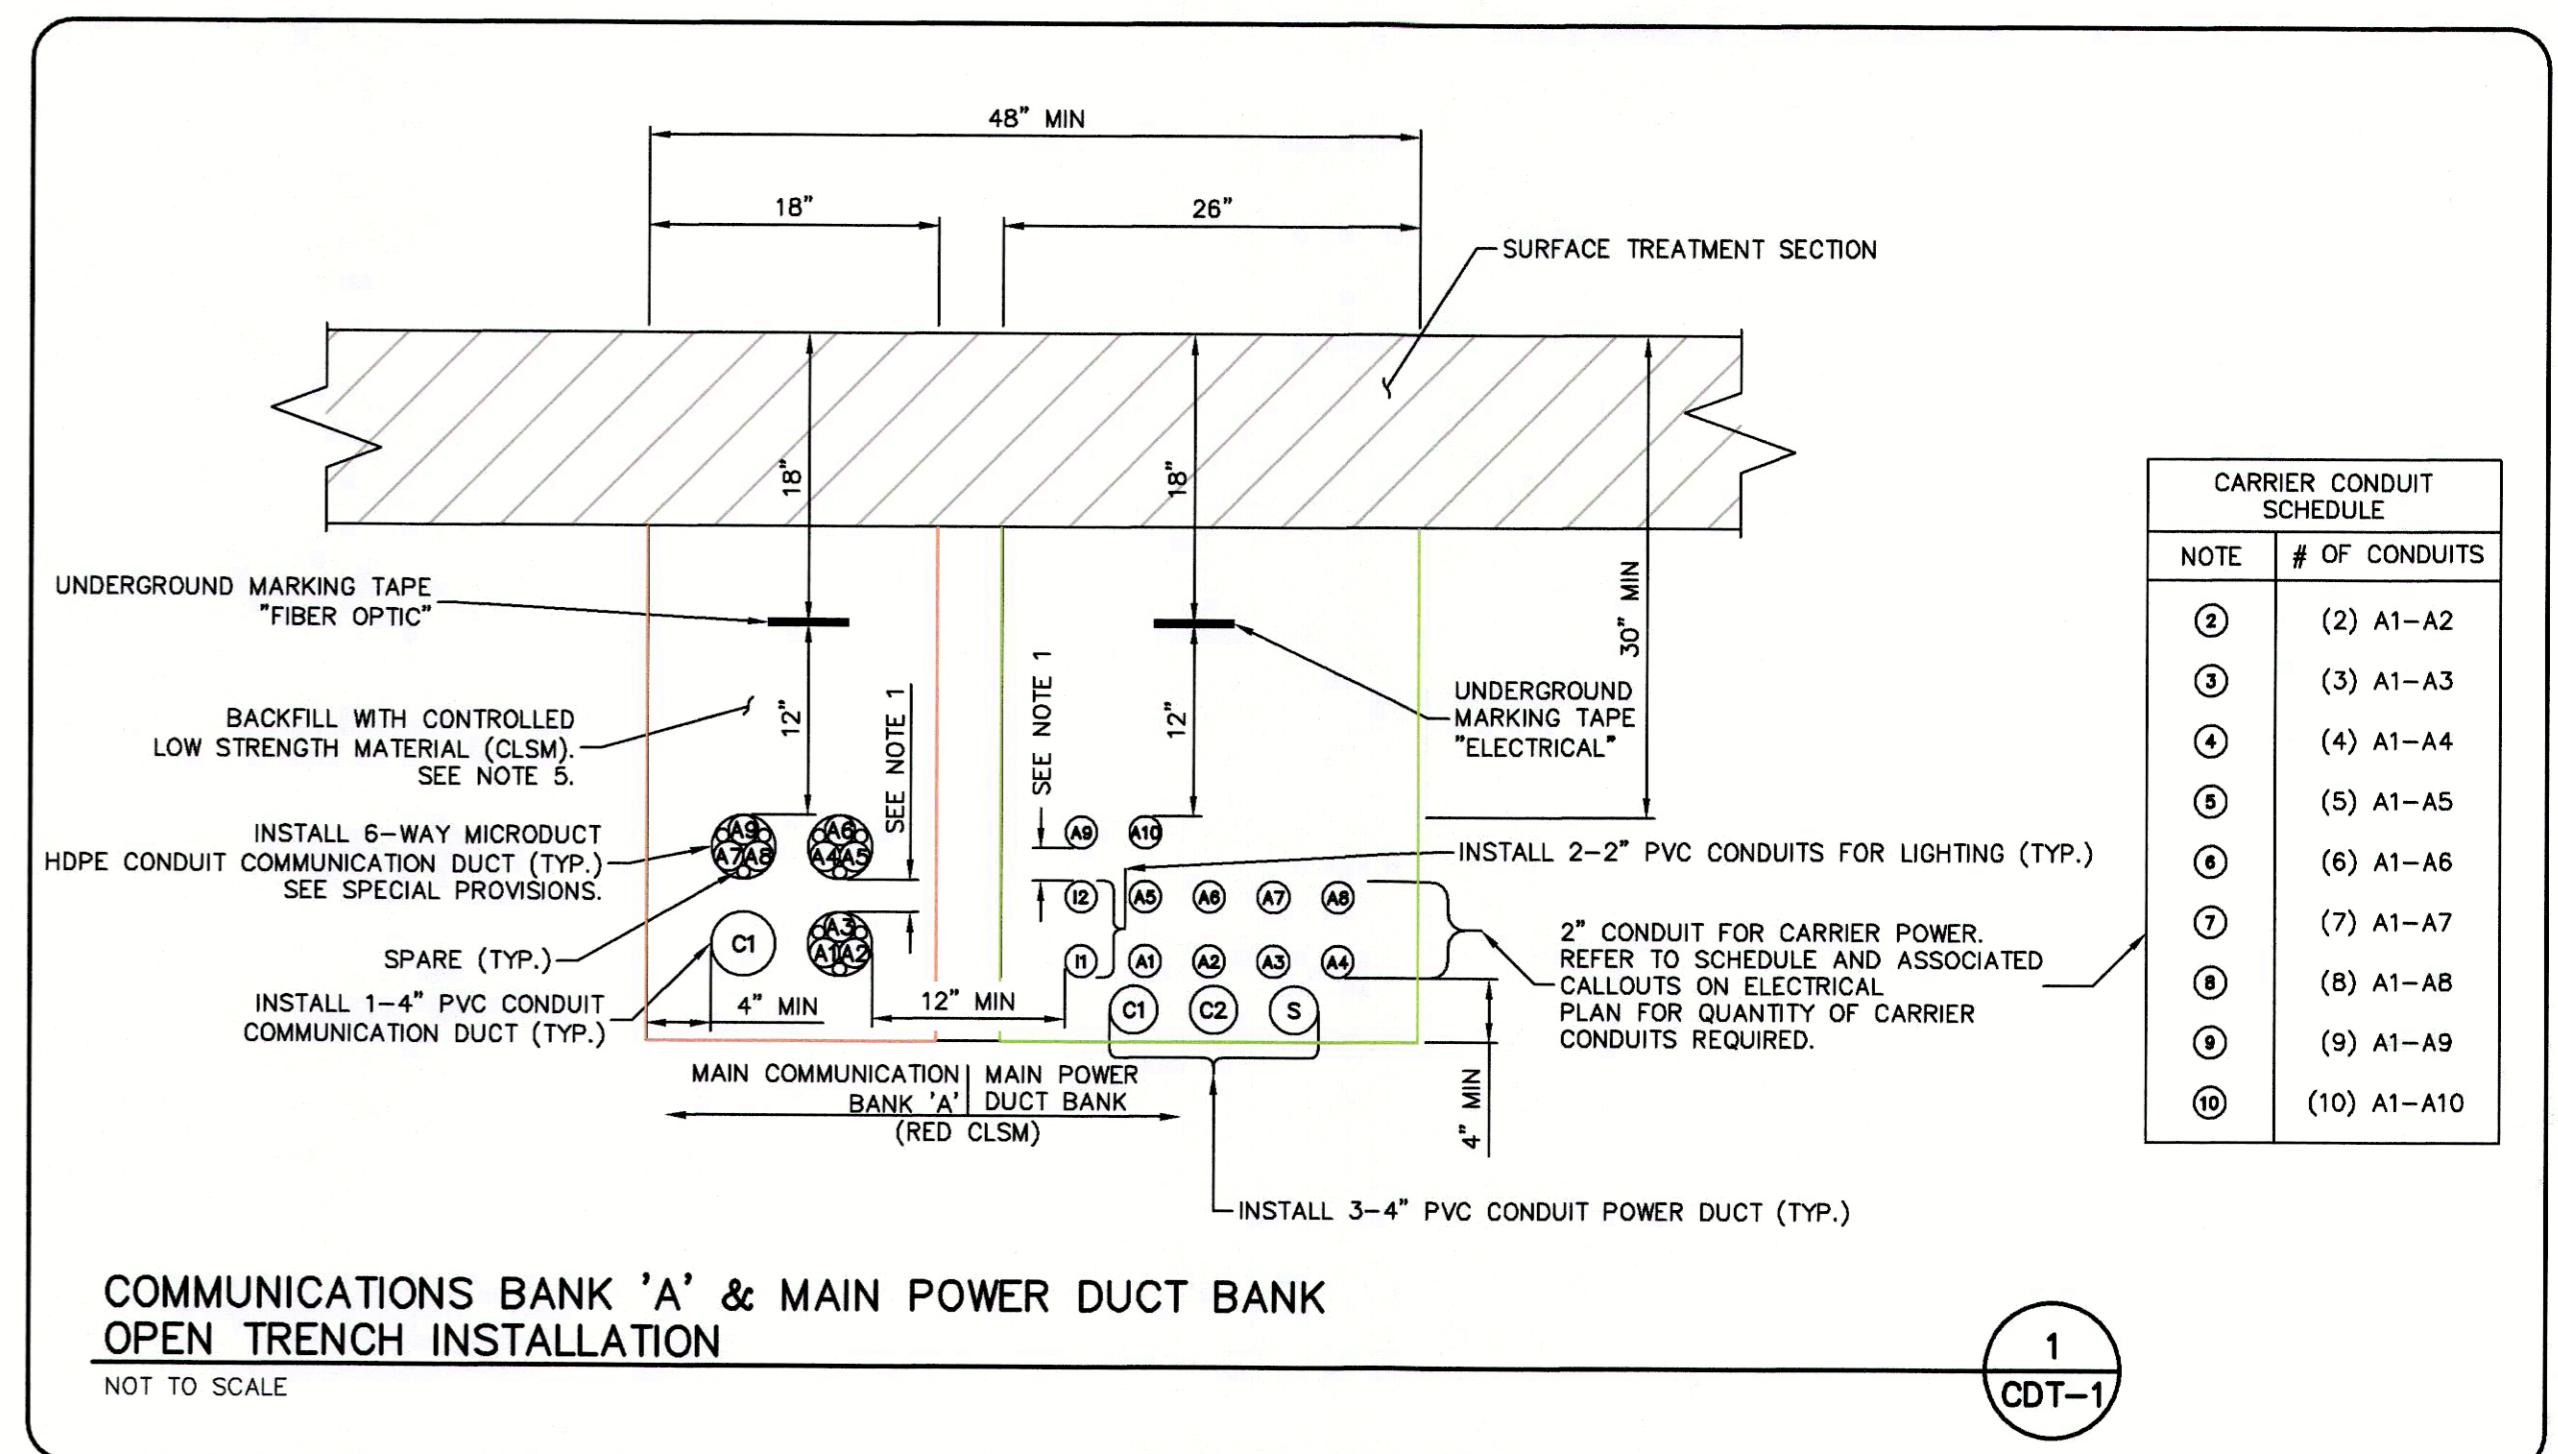 48" MIN
18"
26"
SURFACE TREATMENT SECTION
18"
18"
30" MIN
UNDERGROUND MARKING TAPE
"FIBER OPTIC"
BACKFILL WITH CONTROLLED
LOW STRENGTH MATERIAL (CLSM).
SEE NOTE 5.
12"
SEE NOTE 1
SEE NOTE 1
12"
UNDERGROUND
MARKING TAPE
"ELECTRICAL"
INSTALL 6-WAY MICRODUCT
HDPE CONDUIT COMMUNICATION DUCT (TYP.)
SEE SPECIAL PROVISIONS.
A9
A7 A8
A6
A4 A5
A9 A10
INSTALL 2-2" PVC CONDUITS FOR LIGHTING (TYP.)
I2 A5 A6 A7 A8
SPARE (TYP.)
C1
A3
A1 A2
I1 A1 A2 A3 A4
2" CONDUIT FOR CARRIER POWER.
REFER TO SCHEDULE AND ASSOCIATED
CALLOUTS ON ELECTRICAL
PLAN FOR QUANTITY OF CARRIER
CONDUITS REQUIRED.
INSTALL 1-4" PVC CONDUIT
COMMUNICATION DUCT (TYP.)
4" MIN
12" MIN
C1 C2 S
4" MIN
MAIN COMMUNICATION
BANK 'A'
MAIN POWER
DUCT BANK
(RED CLSM)
INSTALL 3-4" PVC CONDUIT POWER DUCT (TYP.)
CARRIER CONDUIT
SCHEDULE
NOTE # OF CONDUITS
2 (2) A1-A2
3 (3) A1-A3
4 (4) A1-A4
5 (5) A1-A5
6 (6) A1-A6
7 (7) A1-A7
8 (8) A1-A8
9 (9) A1-A9
10 (10) A1-A10
COMMUNICATIONS BANK 'A' & MAIN POWER DUCT BANK
OPEN TRENCH INSTALLATION
NOT TO SCALE
1
CDT-1